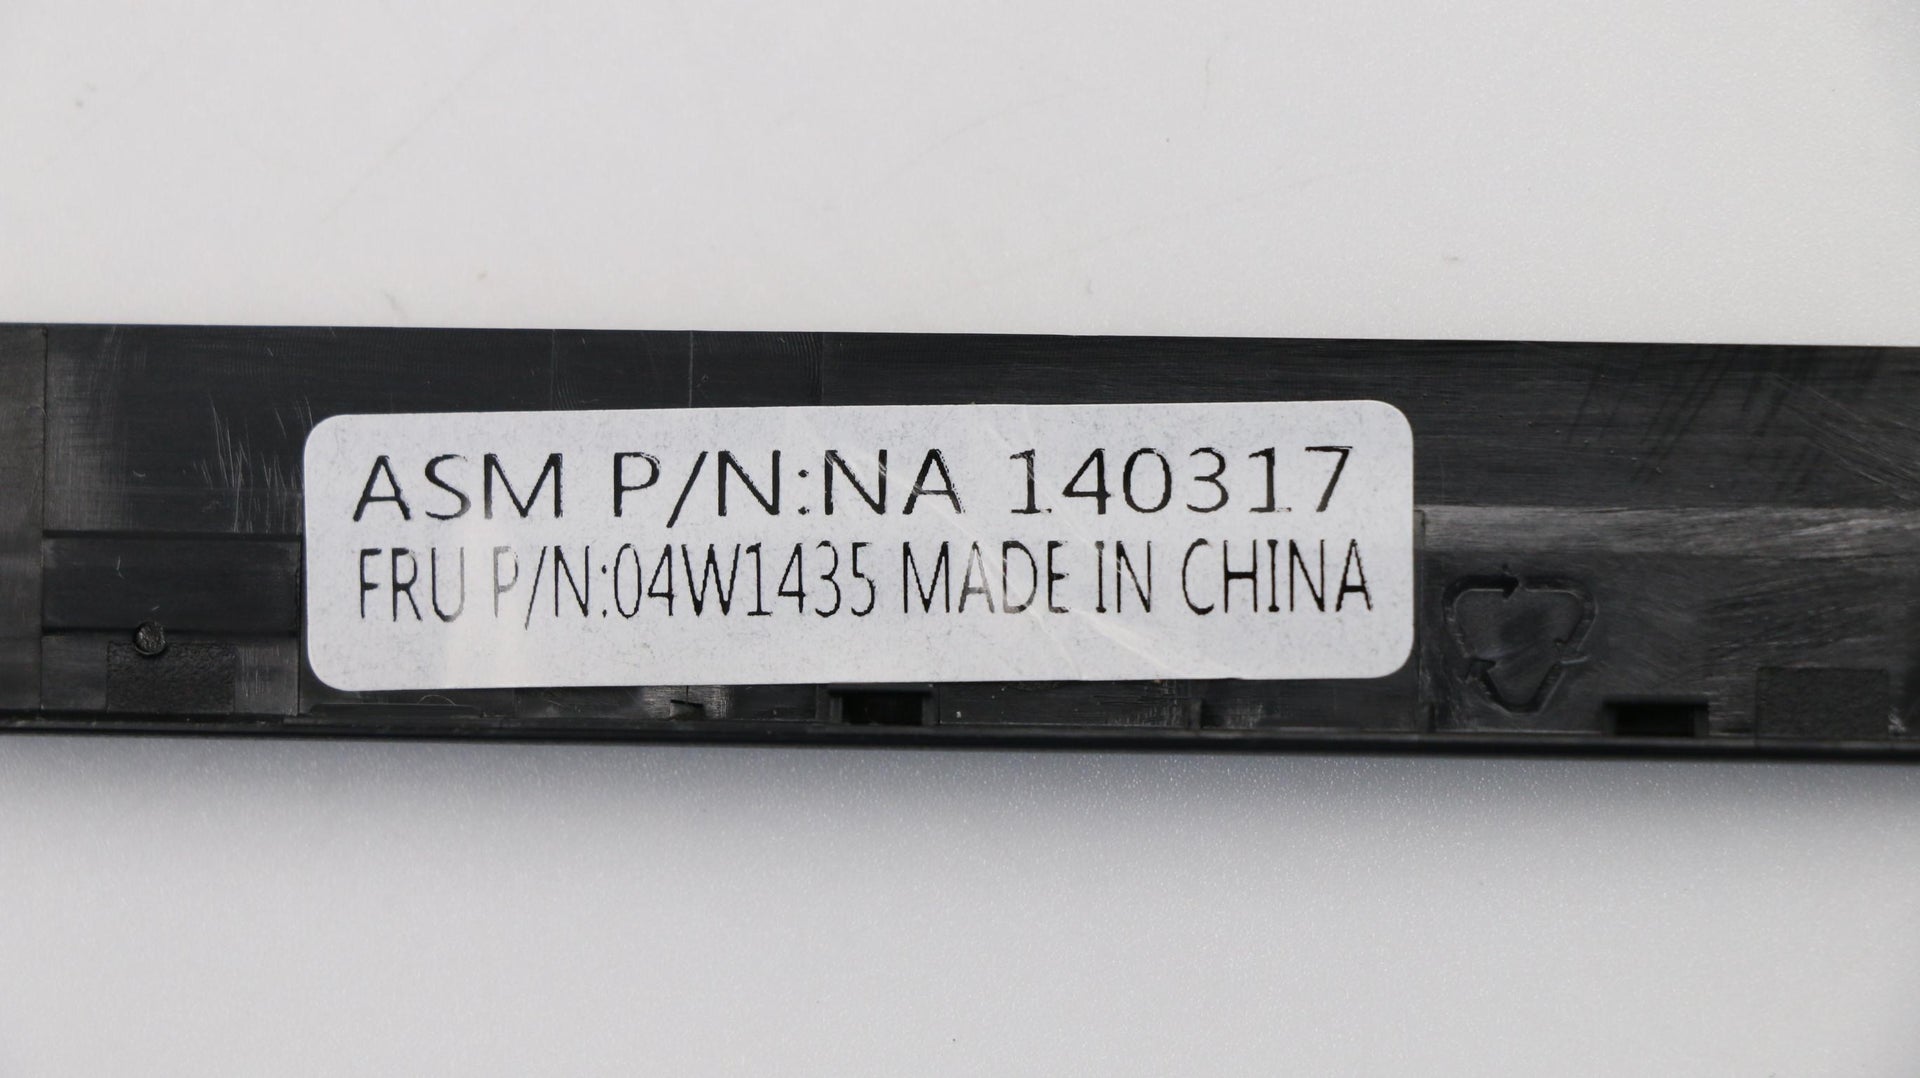 ASM P/N:NA 140317
FRU P/N:04W1435 MADE IN CHINA